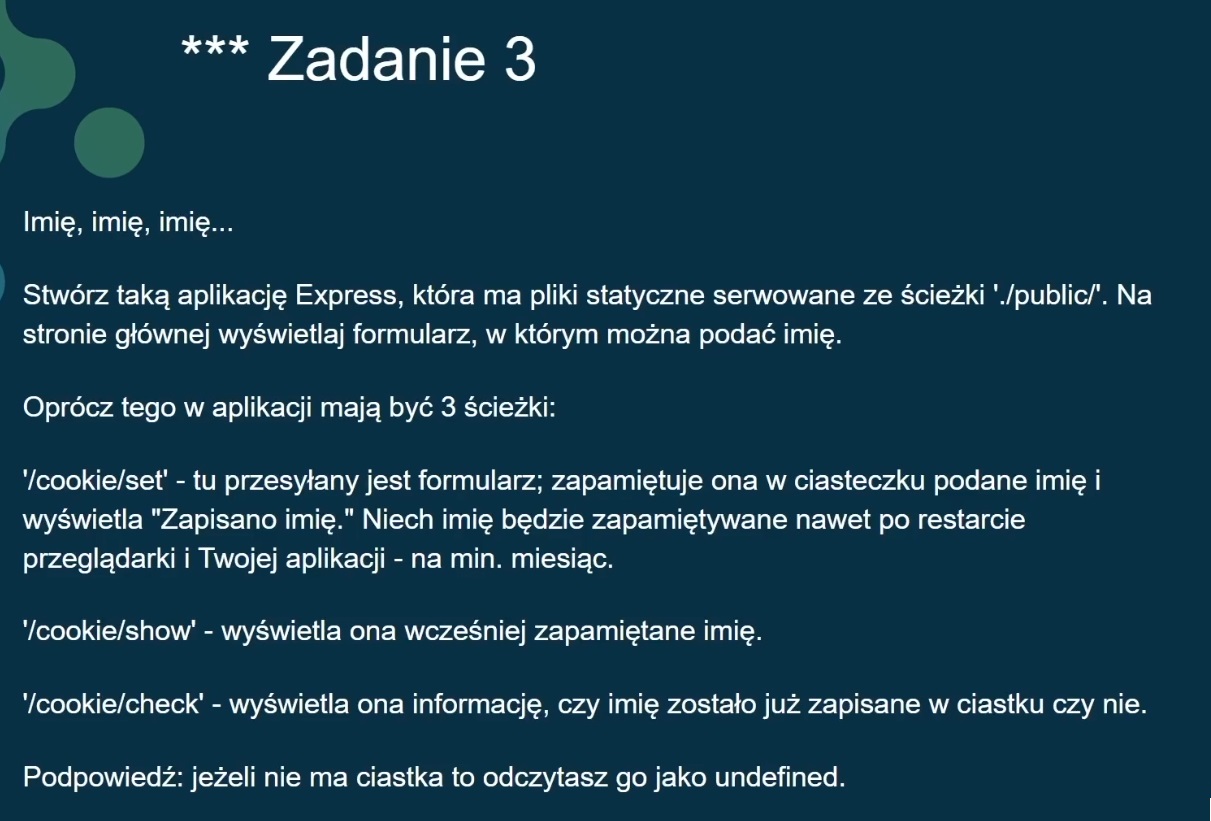 *** Zadanie 3
Imię, imię, imię...
Stwórz taką aplikację Express, która ma pliki statyczne serwowane ze ścieżki './public/'. Na
stronie głównej wyświetlaj formularz, w którym można podać imię.
Oprócz tego w aplikacji mają być 3 ścieżki:
'/cookie/set' - tu przesyłany jest formularz; zapamiętuje ona w ciasteczku podane imię i
wyświetla "Zapisano imię." Niech imię będzie zapamiętywane nawet po restarcie
przeglądarki i Twojej aplikacji - na min. miesiąc.
'/cookie/show' - wyświetla ona wcześniej zapamiętane imię.
'/cookie/check' - wyświetla ona informację, czy imię zostało już zapisane w ciastku czy nie.
Podpowiedź: jeżeli nie ma ciastka to odczytasz go jako undefined.